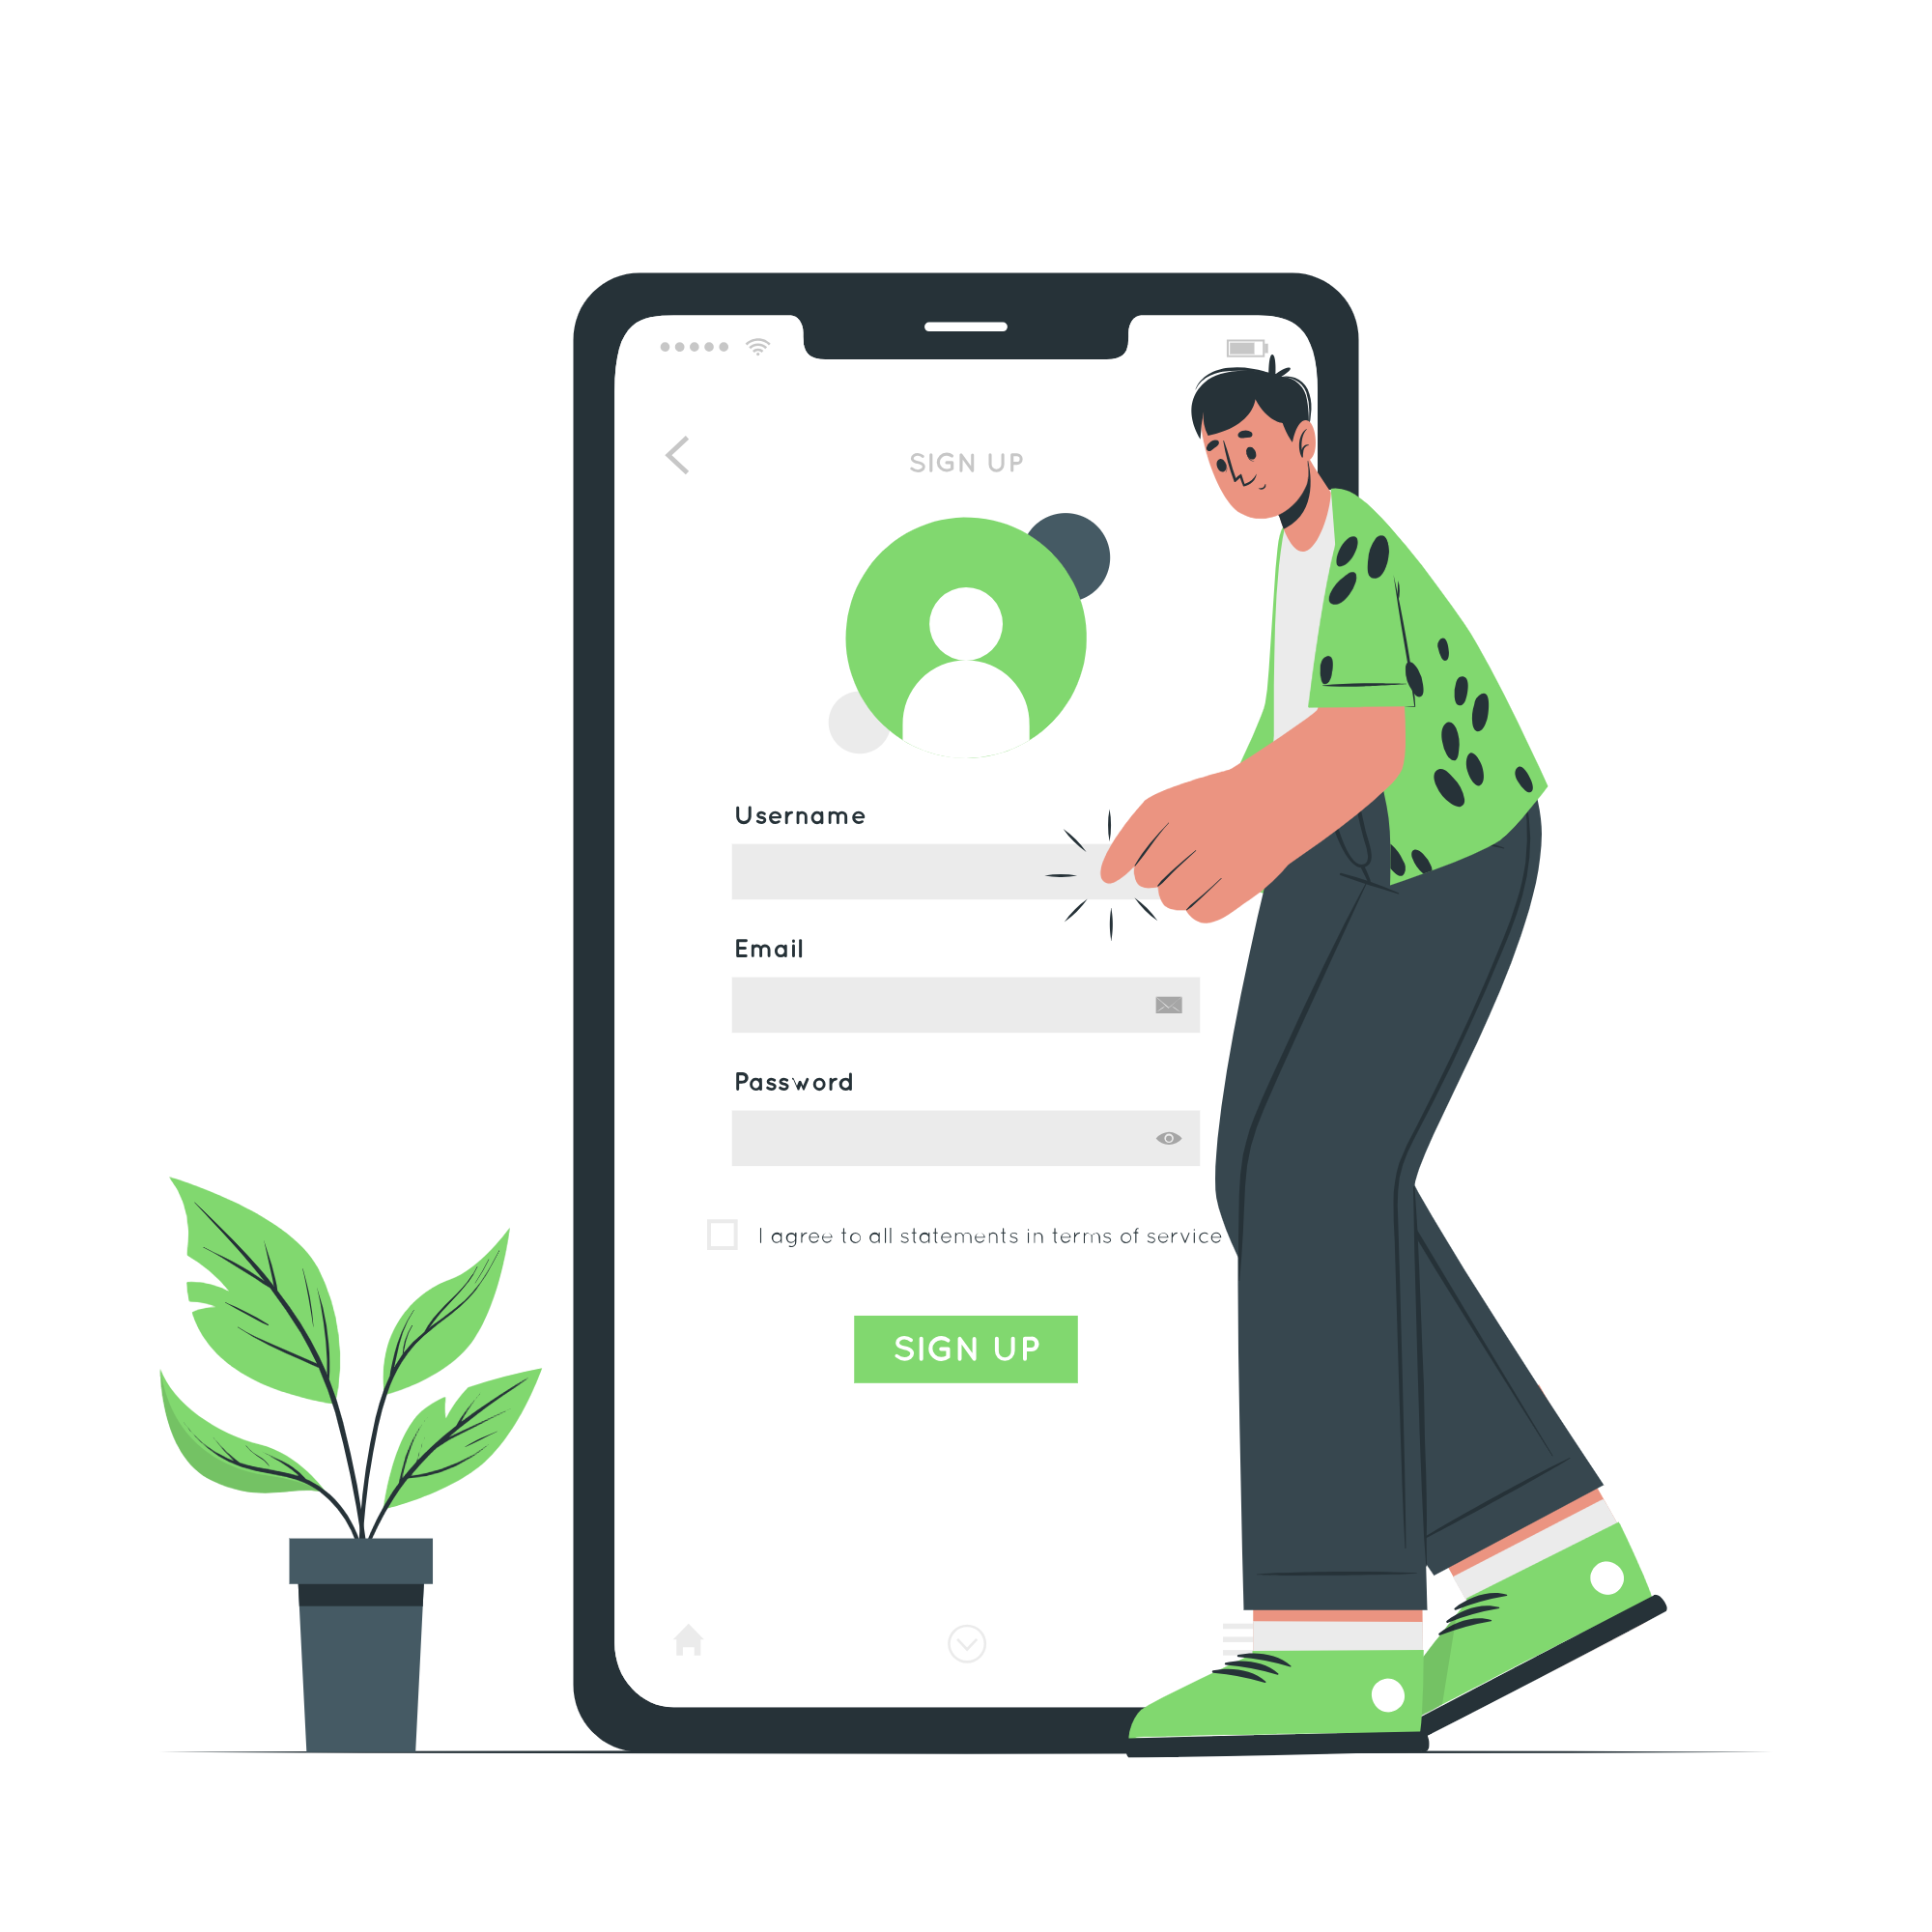 SIGN UP
Username
Email
Password
I agree to all statements in terms of service
SIGN UP